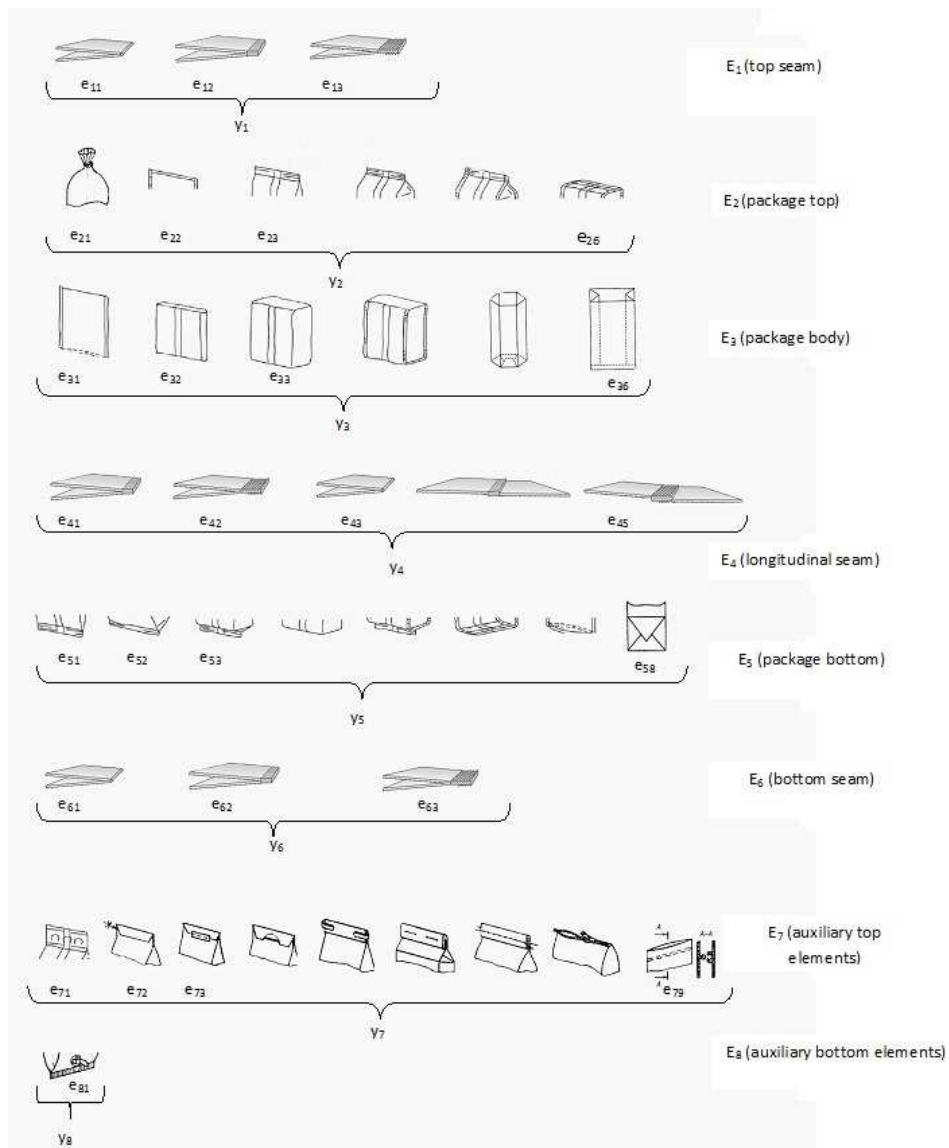 E₁ (top seam)
e₁₁ e₁₂ e₁₃
y₁
E₂ (package top)
e₂₁ e₂₂ e₂₃ e₂₆
y₂
E₃ (package body)
e₃₁ e₃₂ e₃₃ e₃₆
y₃
e₄₁ e₄₂ e₄₃ e₄₅
y₄
E₄ (longitudinal seam)
e₅₁ e₅₂ e₅₃ e₅₈
E₅ (package bottom)
y₅
E₆ (bottom seam)
e₆₁ e₆₂ e₆₃
y₆
A A-A
E₇ (auxiliary top
elements)
A
e₇₁ e₇₂ e₇₃ e₇₉
y₇
E₈ (auxiliary bottom elements)
e₈₁
y₈